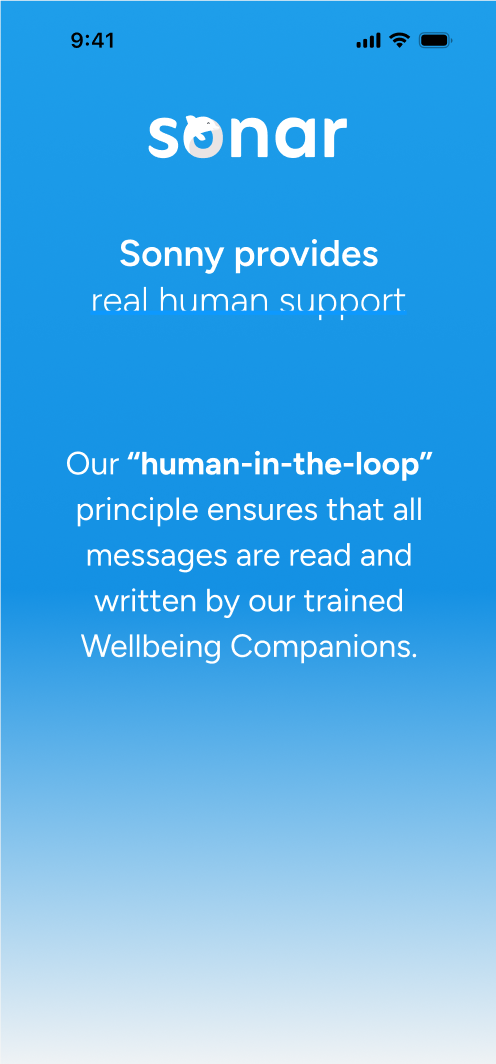 9:41
sonar
Sonny provides
real human support
Our “human-in-the-loop”
principle ensures that all
messages are read and
written by our trained
Wellbeing Companions.